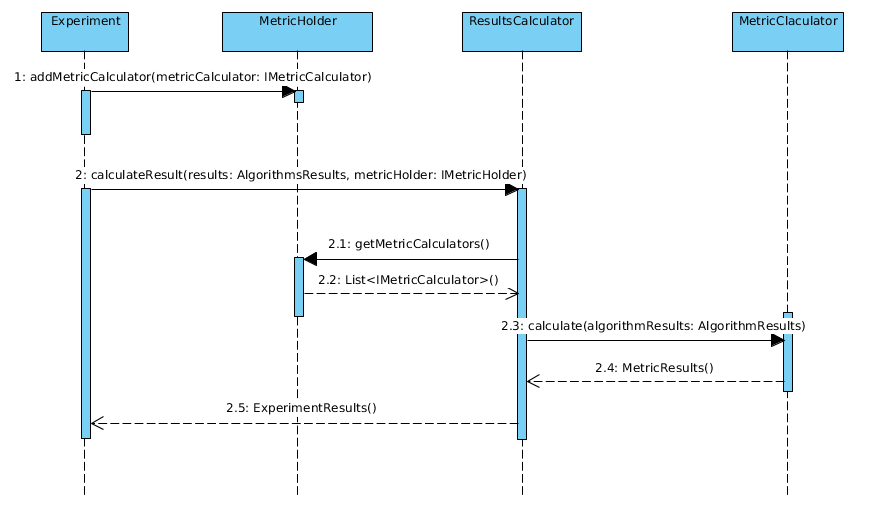 Experiment
MetricHolder
ResultsCalculator
MetricClaculator
1: addMetricCalculator(metricCalculator: IMetricCalculator)
2: calculateResult(results: AlgorithmsResults, metricHolder: IMetricHolder)
2.1: getMetricCalculators()
2.2: List<IMetricCalculator>()
2.3: calculate(algorithmResults: AlgorithmResults)
2.4: MetricResults()
2.5: ExperimentResults()